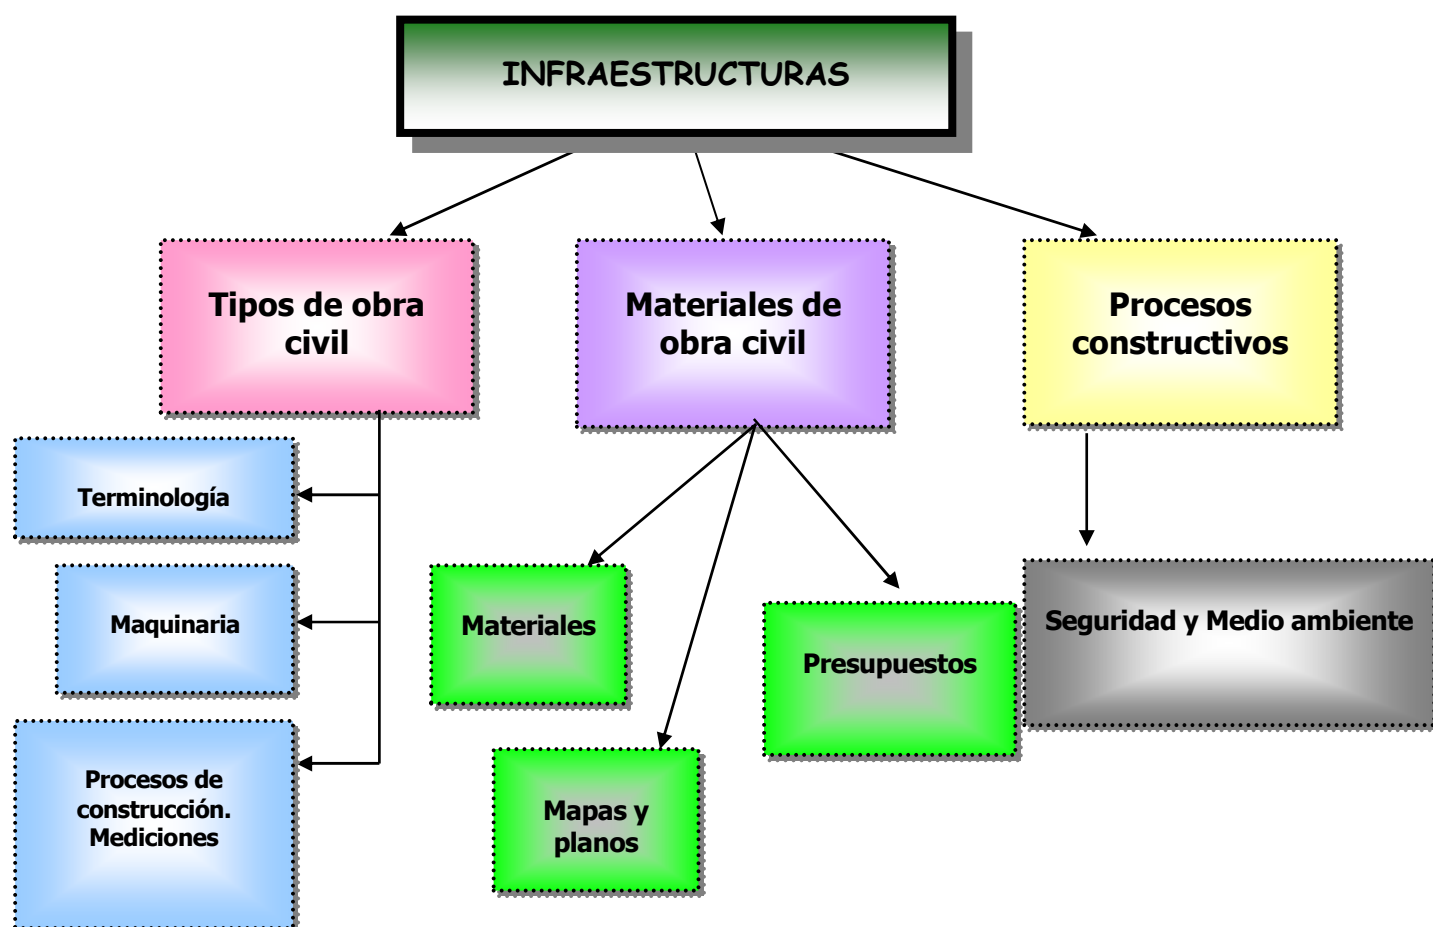 INFRAESTRUCTURAS
Tipos de obra
civil
Materiales de
obra civil
Procesos
constructivos
Terminología
Maquinaria
Procesos de
construcción.
Mediciones
Materiales
Mapas y
planos
Presupuestos
Seguridad y Medio ambiente